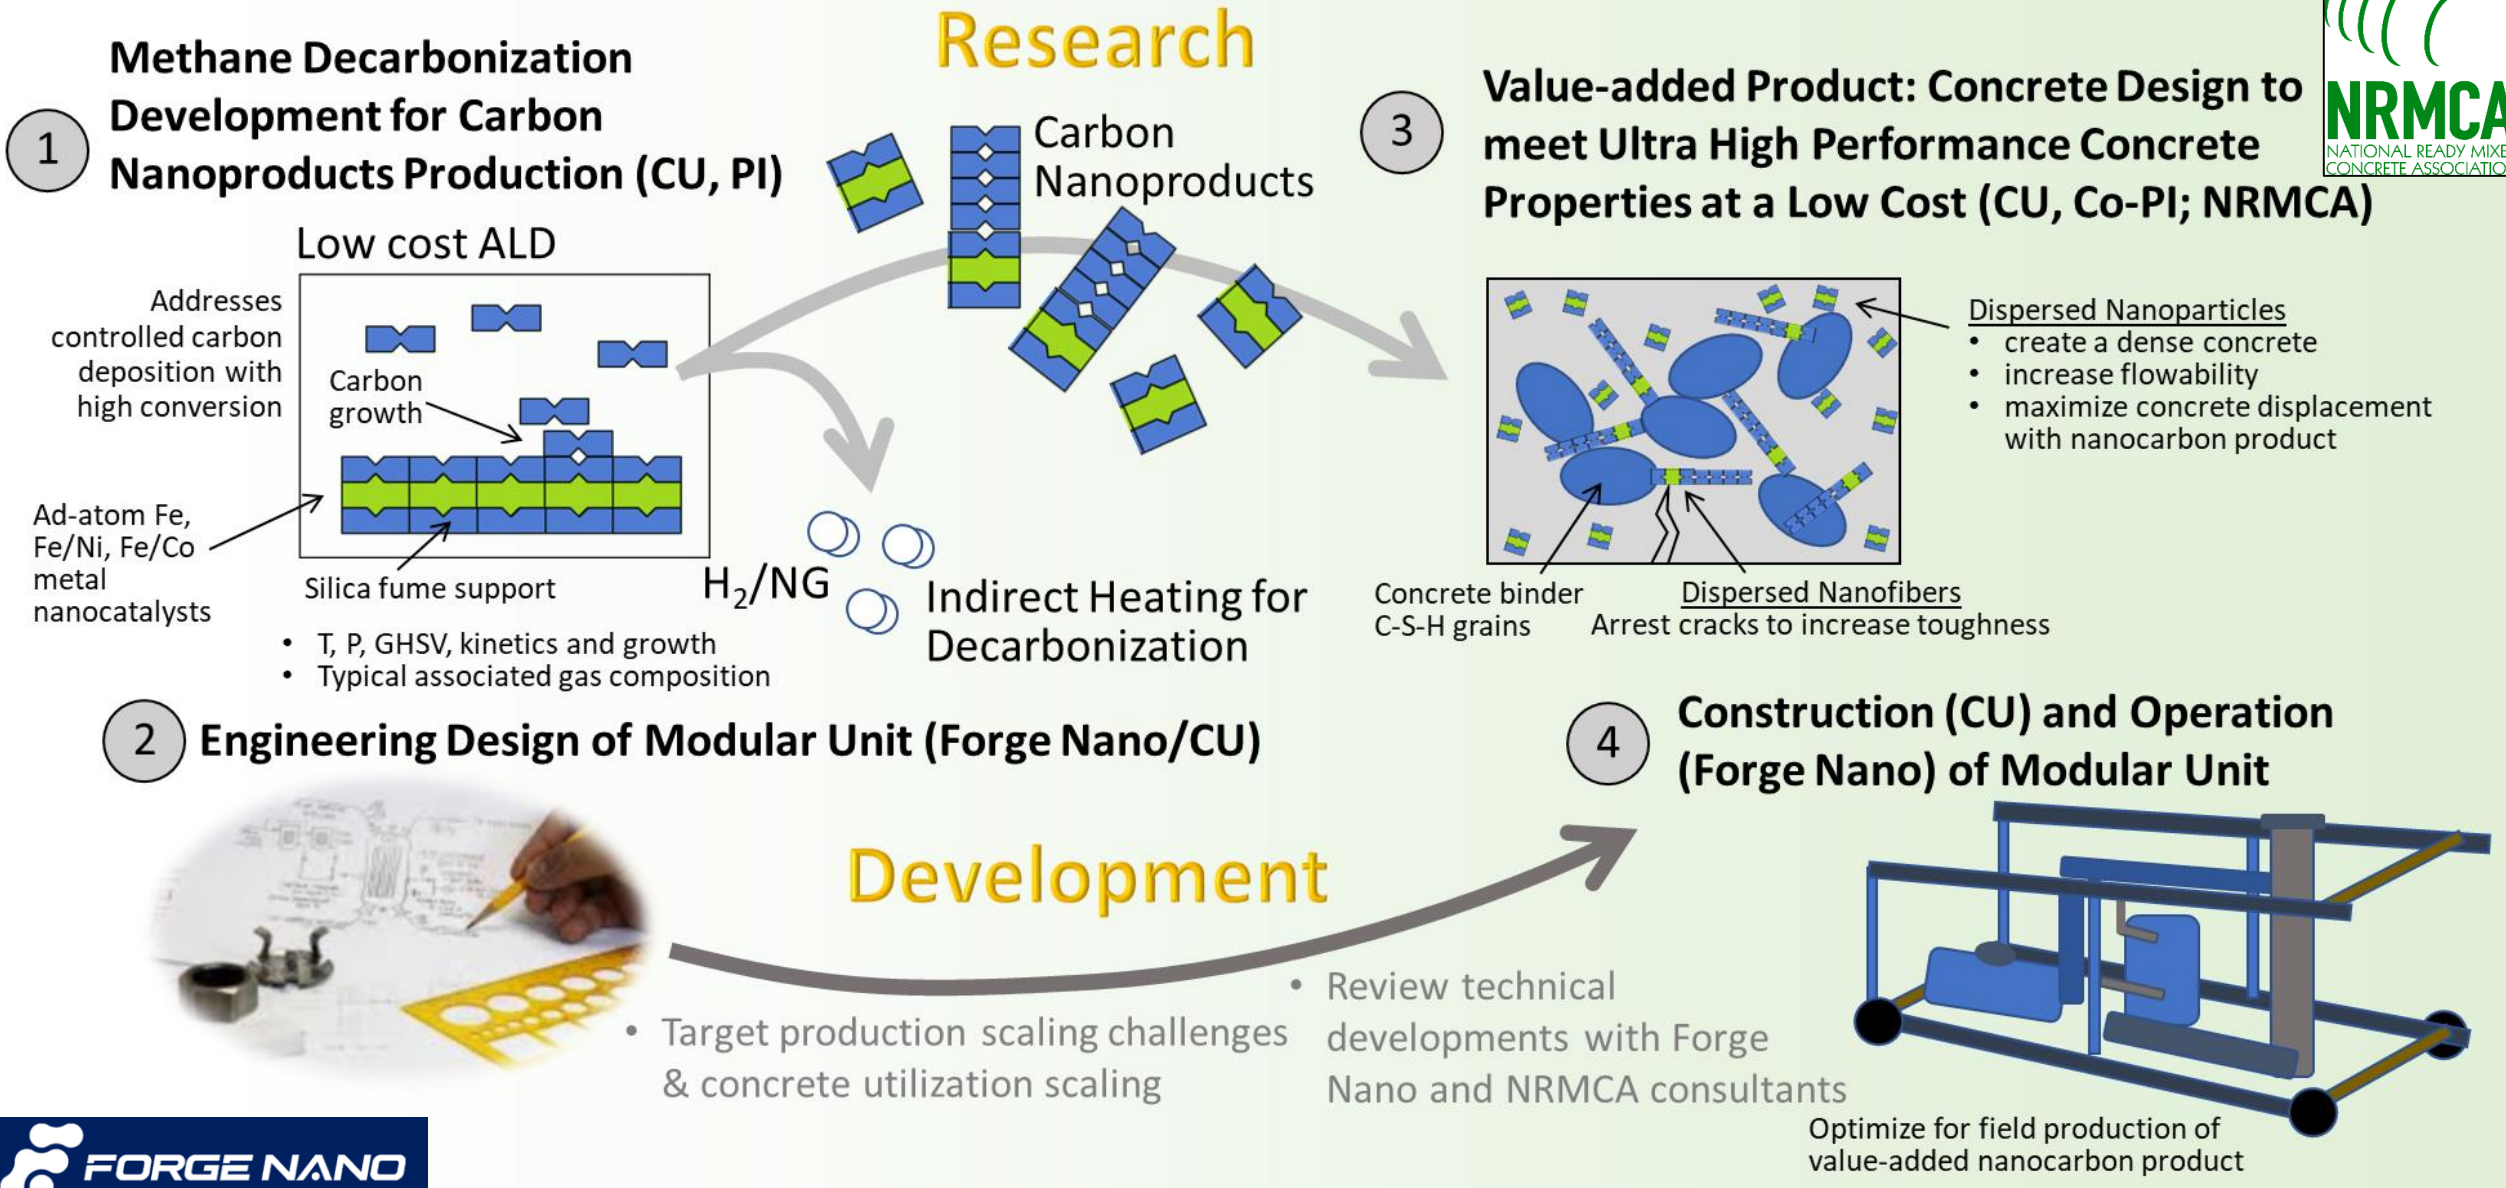 Research
1
Methane Decarbonization
Development for Carbon
Nanoproducts Production (CU, PI)
Low cost ALD
Addresses
controlled carbon
deposition with
high conversion
Carbon
growth
Ad-atom Fe,
Fe/Ni, Fe/Co
metal
nanocatalysts
Silica fume support
• T, P, GHSV, kinetics and growth
• Typical associated gas composition
Carbon
Nanoproducts
H₂/NG
Indirect Heating for
Decarbonization
3
Value-added Product: Concrete Design to
meet Ultra High Performance Concrete
Properties at a Low Cost (CU, Co-PI; NRMCA)
NRMCA
NATIONAL READY MIXE
CONCRETE ASSOCIATIO
Dispersed Nanoparticles
• create a dense concrete
• increase flowability
• maximize concrete displacement
with nanocarbon product
Concrete binder
C-S-H grains
Dispersed Nanofibers
Arrest cracks to increase toughness
2
Engineering Design of Modular Unit (Forge Nano/CU)
Development
• Target production scaling challenges
& concrete utilization scaling
• Review technical
developments with Forge
Nano and NRMCA consultants
4
Construction (CU) and Operation
(Forge Nano) of Modular Unit
Optimize for field production of
value-added nanocarbon product
FORGE NANO